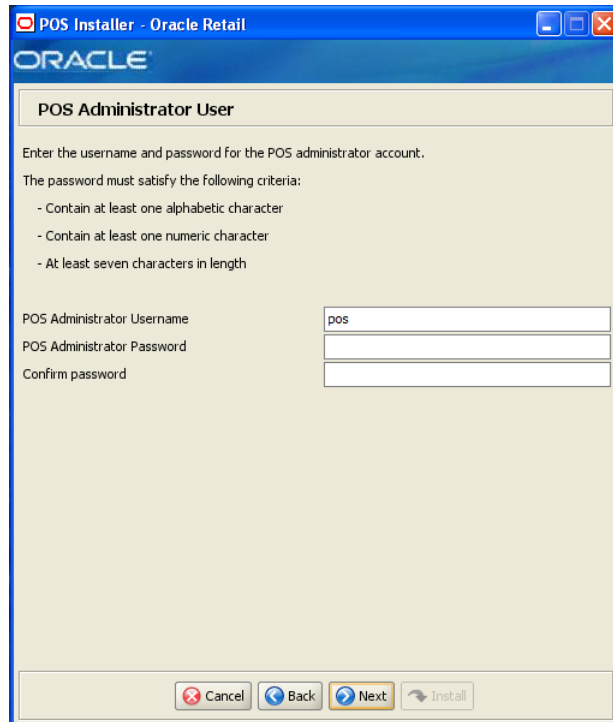 POS Installer - Oracle Retail
ORACLE
POS Administrator User
Enter the username and password for the POS administrator account.
The password must satisfy the following criteria:
- Contain at least one alphabetic character
- Contain at least one numeric character
- At least seven characters in length
POS Administrator Username pos
POS Administrator Password
Confirm password
Cancel Back Next Install